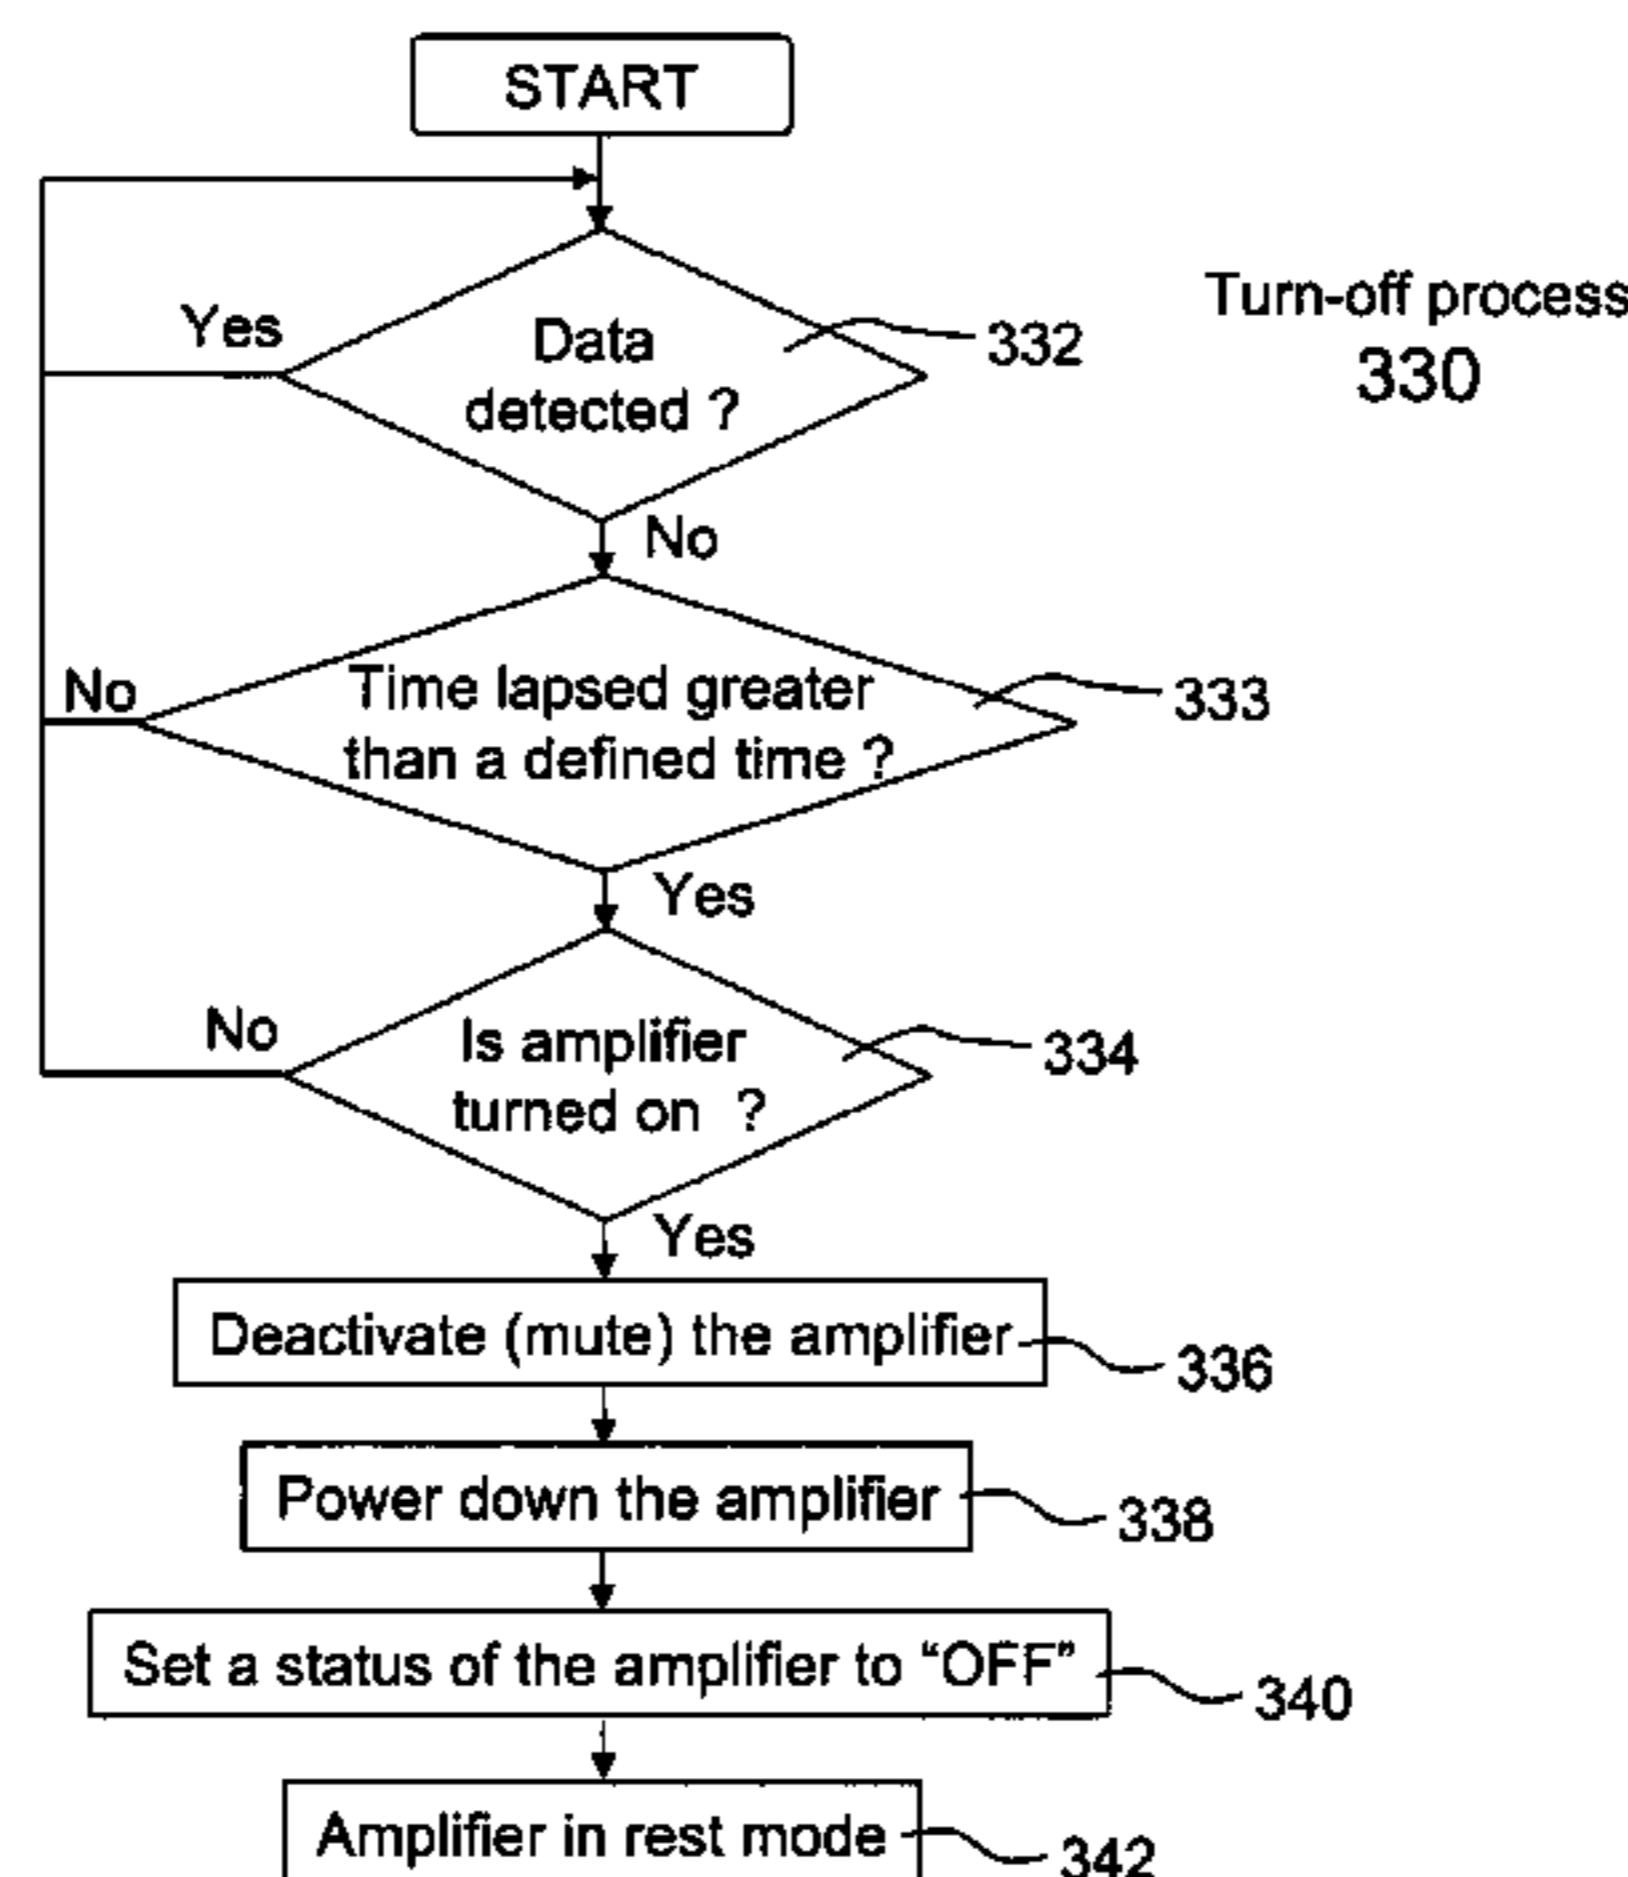 START
Turn-off process
330
Yes
Data
detected ?
332
No
No
Time lapsed greater
than a defined time ?
333
Yes
No
Is amplifier
turned on ?
334
Yes
Deactivate (mute) the amplifier
336
Power down the amplifier
338
Set a status of the amplifier to “OFF”
340
Amplifier in rest mode
342